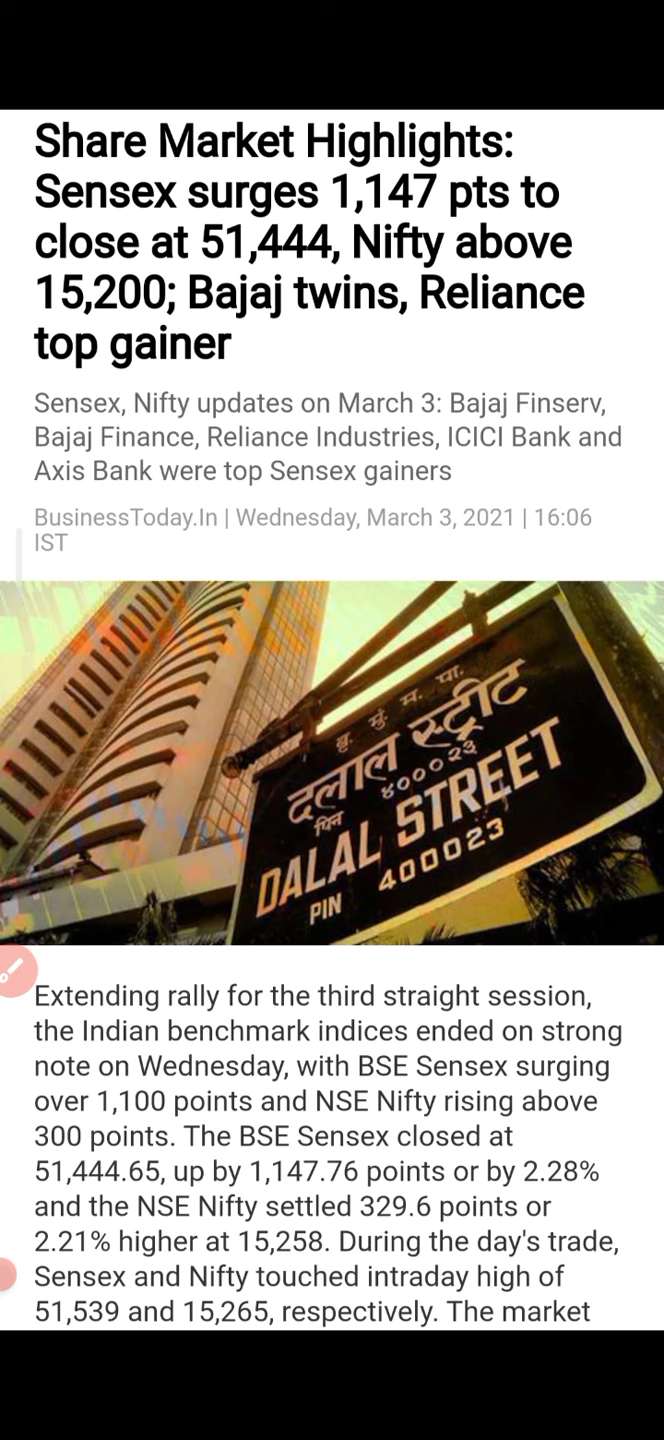 Share Market Highlights:
Sensex surges 1,147 pts to
close at 51,444, Nifty above
15,200; Bajaj twins, Reliance
top gainer
Sensex, Nifty updates on March 3: Bajaj Finserv,
Bajaj Finance, Reliance Industries, ICICI Bank and
Axis Bank were top Sensex gainers
BusinessToday.In | Wednesday, March 3, 2021 | 16:06
IST
बृ. मुं. म. पा.
दलाल स्ट्रीट
पिन ४०००२३
DALAL STREET
PIN 400023
Extending rally for the third straight session,
the Indian benchmark indices ended on strong
note on Wednesday, with BSE Sensex surging
over 1,100 points and NSE Nifty rising above
300 points. The BSE Sensex closed at
51,444.65, up by 1,147.76 points or by 2.28%
and the NSE Nifty settled 329.6 points or
2.21% higher at 15,258. During the day's trade,
Sensex and Nifty touched intraday high of
51,539 and 15,265, respectively. The market